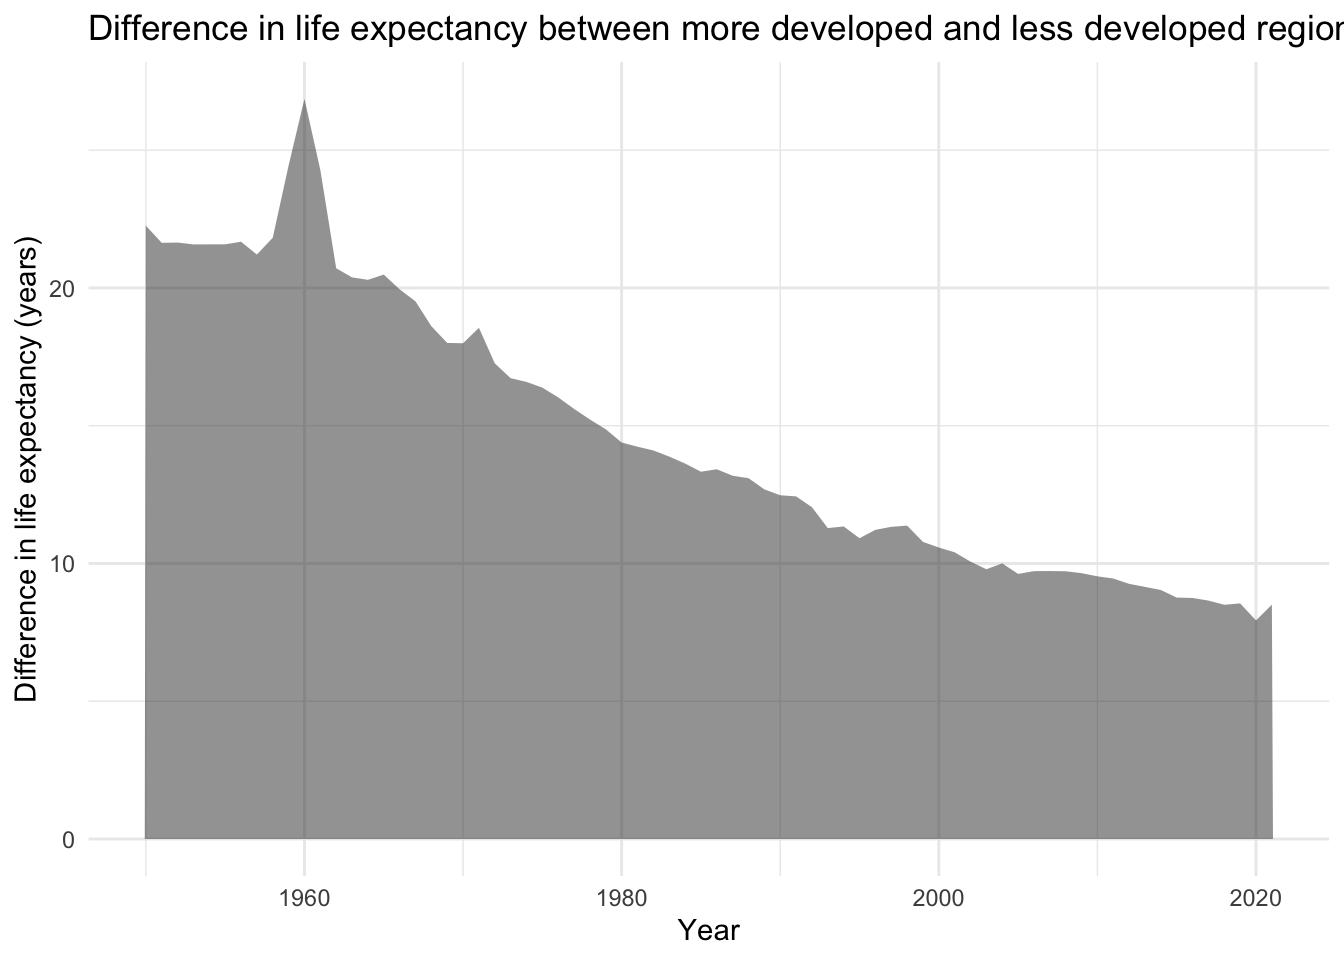 Difference in life expectancy between more developed and less developed region
Difference in life expectancy (years)
20
10
0
1960 1980 2000 2020
Year